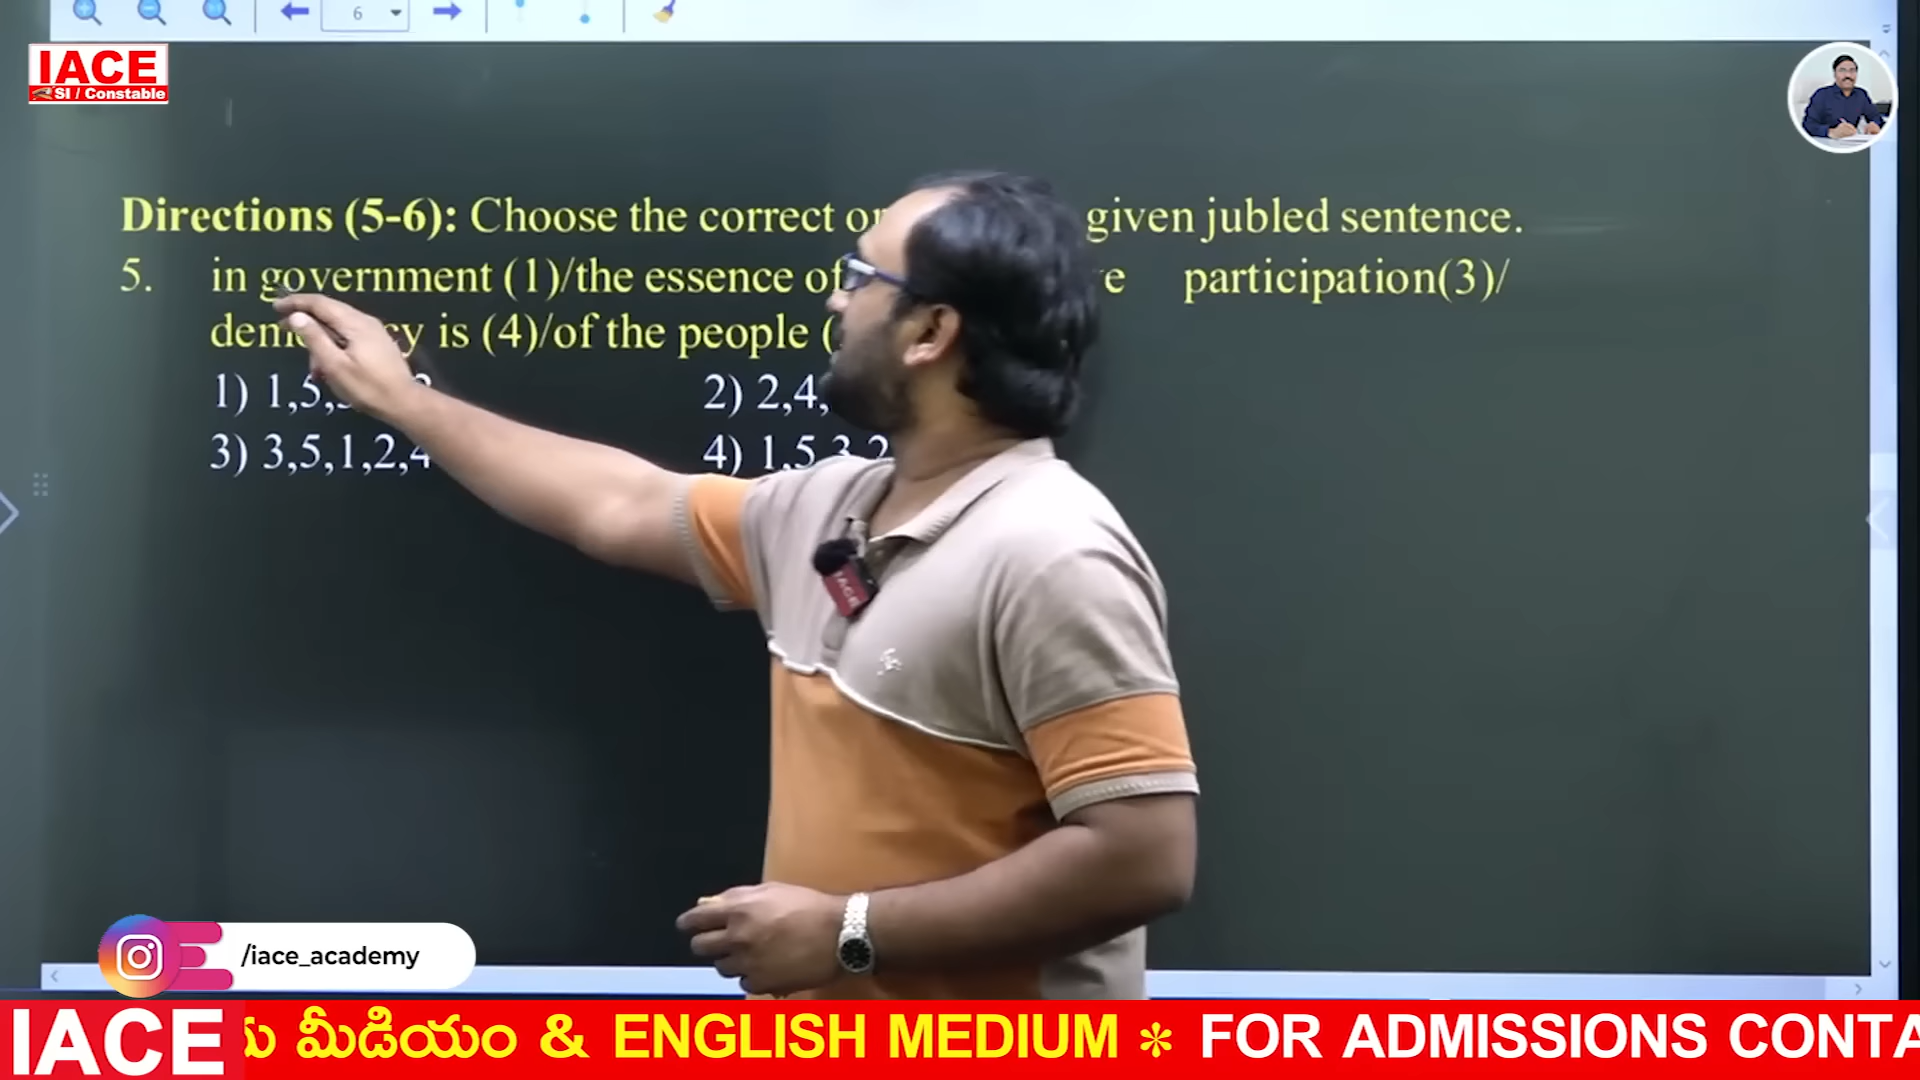 6
IACE
SI / Constable
Directions (5-6): Choose the correct given jubled sentence.
5. in government (1)/the essence of participation(3)/
is (4)/of the people (
1) 1,5, 2) 2,4,
3) 3,5,1,2,4 4) 1,5,3,2
IACE
/iace_academy
IACE మీడియం & ENGLISH MEDIUM * FOR ADMISSIONS